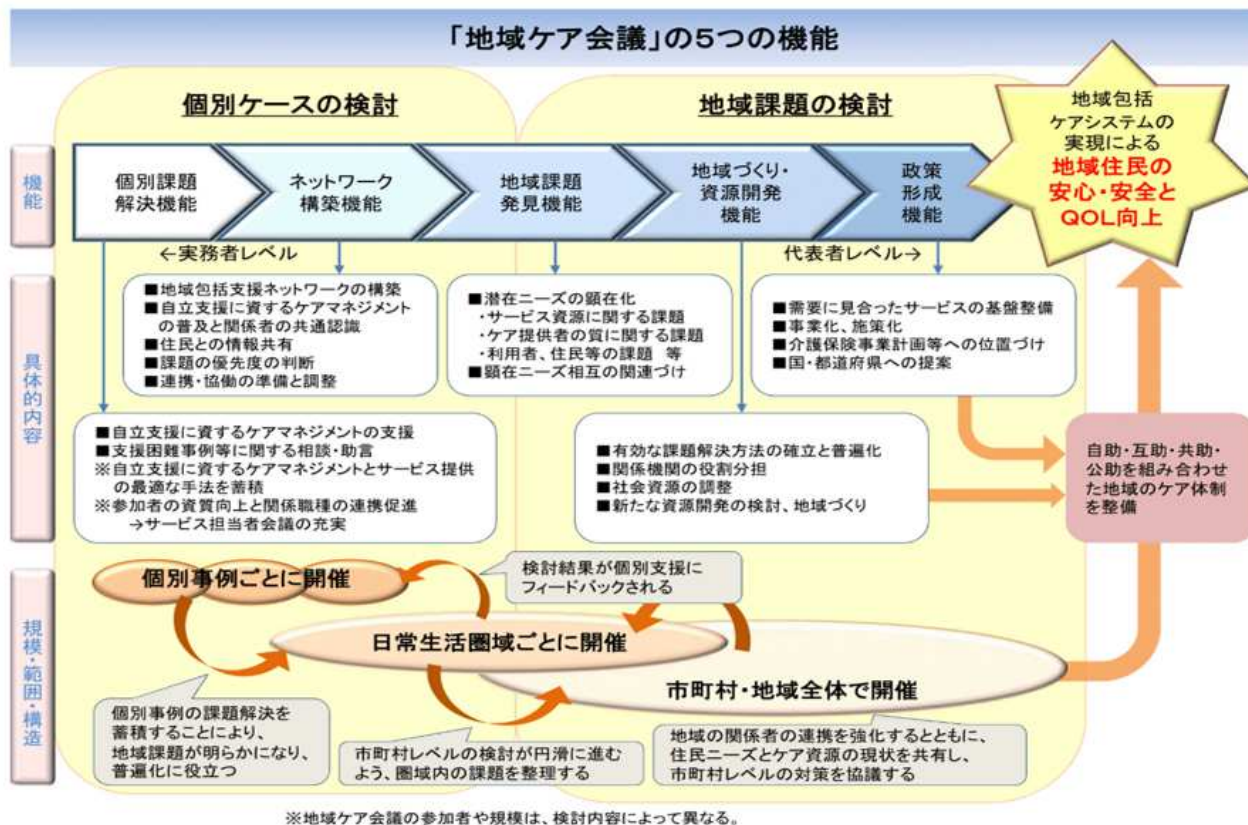 「地域ケア会議」の5つの機能
個別ケースの検討
地域課題の検討
地域包括
ケアシステムの
実現による
地域住民の
安心・安全と
QOL向上
機能
個別課題
解決機能
ネットワーク
構築機能
地域課題
発見機能
地域づくり・
資源開発
機能
政策
形成
機能
←実務者レベル
代表者レベル→
具体的内容
■地域包括支援ネットワークの構築
■自立支援に資するケアマネジメント
の普及と関係者の共通認識
■住民との情報共有
■課題の優先度の判断
■連携・協働の準備と調整
■潜在ニーズの顕在化
・サービス資源に関する課題
・ケア提供者の質に関する課題
・利用者、住民等の課題 等
■顕在ニーズ相互の関連づけ
■需要に見合ったサービスの基盤整備
■事業化、施策化
■介護保険事業計画等への位置づけ
■国・都道府県への提案
■自立支援に資するケアマネジメントの支援
■支援困難事例等に関する相談・助言
※自立支援に資するケアマネジメントとサービス提供
の最適な手法を蓄積
※参加者の資質向上と関係職種の連携促進
→サービス担当者会議の充実
■有効な課題解決方法の確立と普遍化
■関係機関の役割分担
■社会資源の調整
■新たな資源開発の検討、地域づくり
自助・互助・共助・
公助を組み合わせ
た地域のケア体制
を整備
規模・範囲・構造
個別事例ごとに開催
検討結果が個別支援に
フィードバックされる
日常生活圏域ごとに開催
市町村・地域全体で開催
個別事例の課題解決を
蓄積することにより、
地域課題が明らかになり、
普遍化に役立つ
市町村レベルの検討が円滑に進む
よう、圏域内の課題を整理する
地域の関係者の連携を強化するとともに、
住民ニーズとケア資源の現状を共有し、
市町村レベルの対策を協議する
※地域ケア会議の参加者や規模は、検討内容によって異なる。